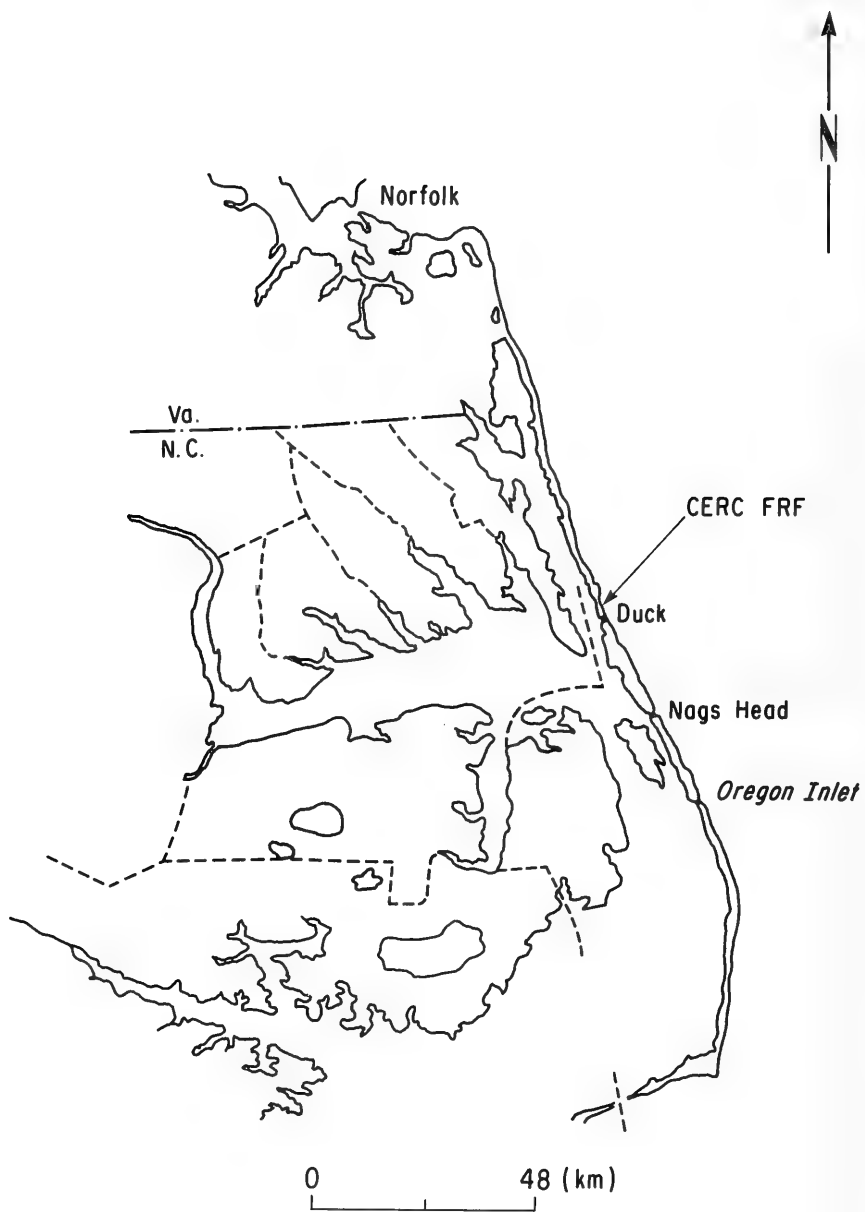 N
Norfolk
Va.
N.C.
CERC FRF
Duck
Nags Head
Oregon Inlet
0 48 (km)